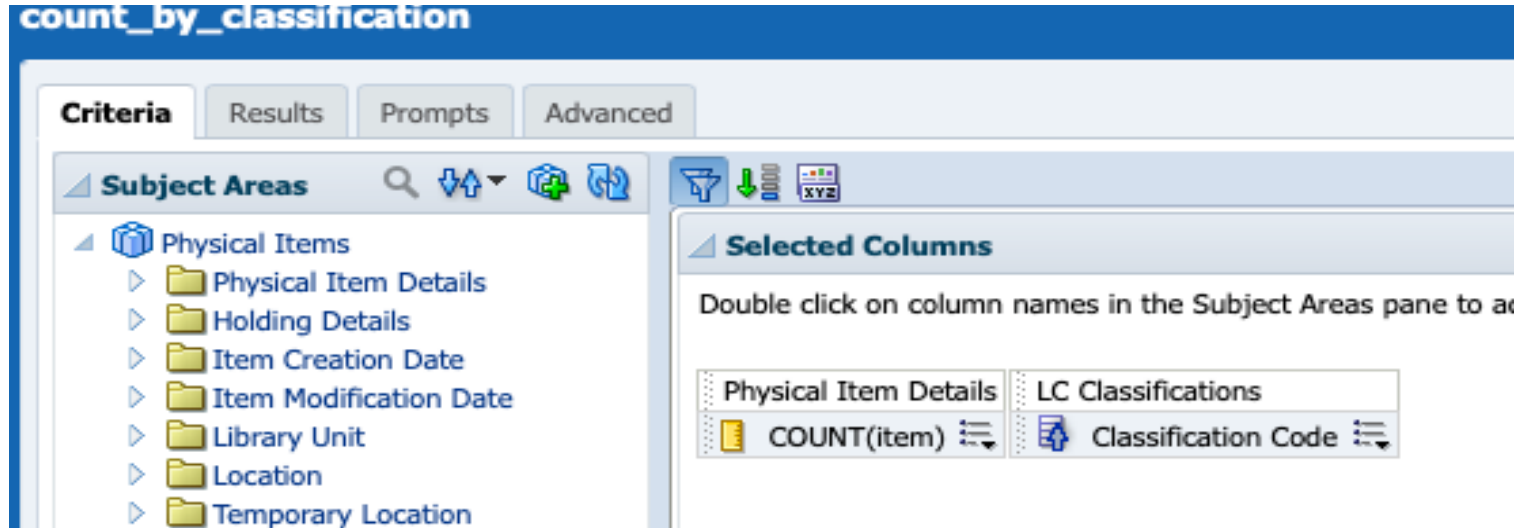 count_by_classification
Criteria Results Prompts Advanced
Subject Areas
Physical Items
Physical Item Details
Holding Details
Item Creation Date
Item Modification Date
Library Unit
Location
Temporary Location
XYZ
Selected Columns
Double click on column names in the Subject Areas pane to
Physical Item Details LC Classifications
COUNT(item) Classification Code